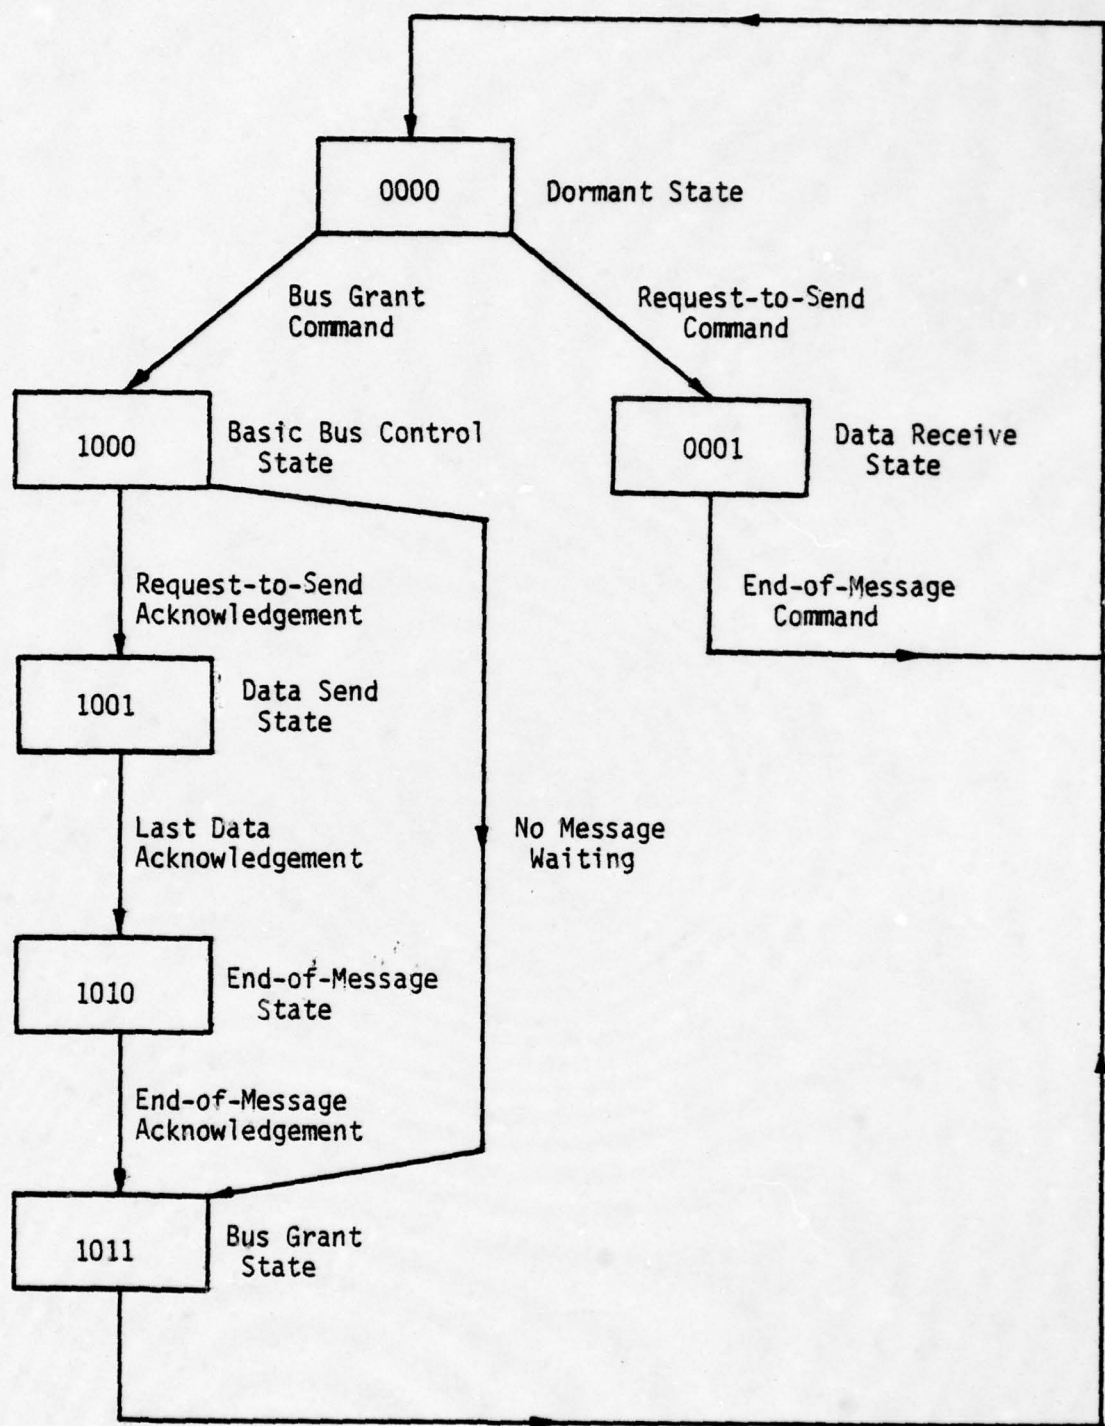 0000
Dormant State
Bus Grant
Command
Request-to-Send
Command
1000
Basic Bus Control
State
0001
Data Receive
State
Request-to-Send
Acknowledgement
End-of-Message
Command
1001
Data Send
State
Last Data
Acknowledgement
No Message
Waiting
1010
End-of-Message
State
End-of-Message
Acknowledgement
1011
Bus Grant
State